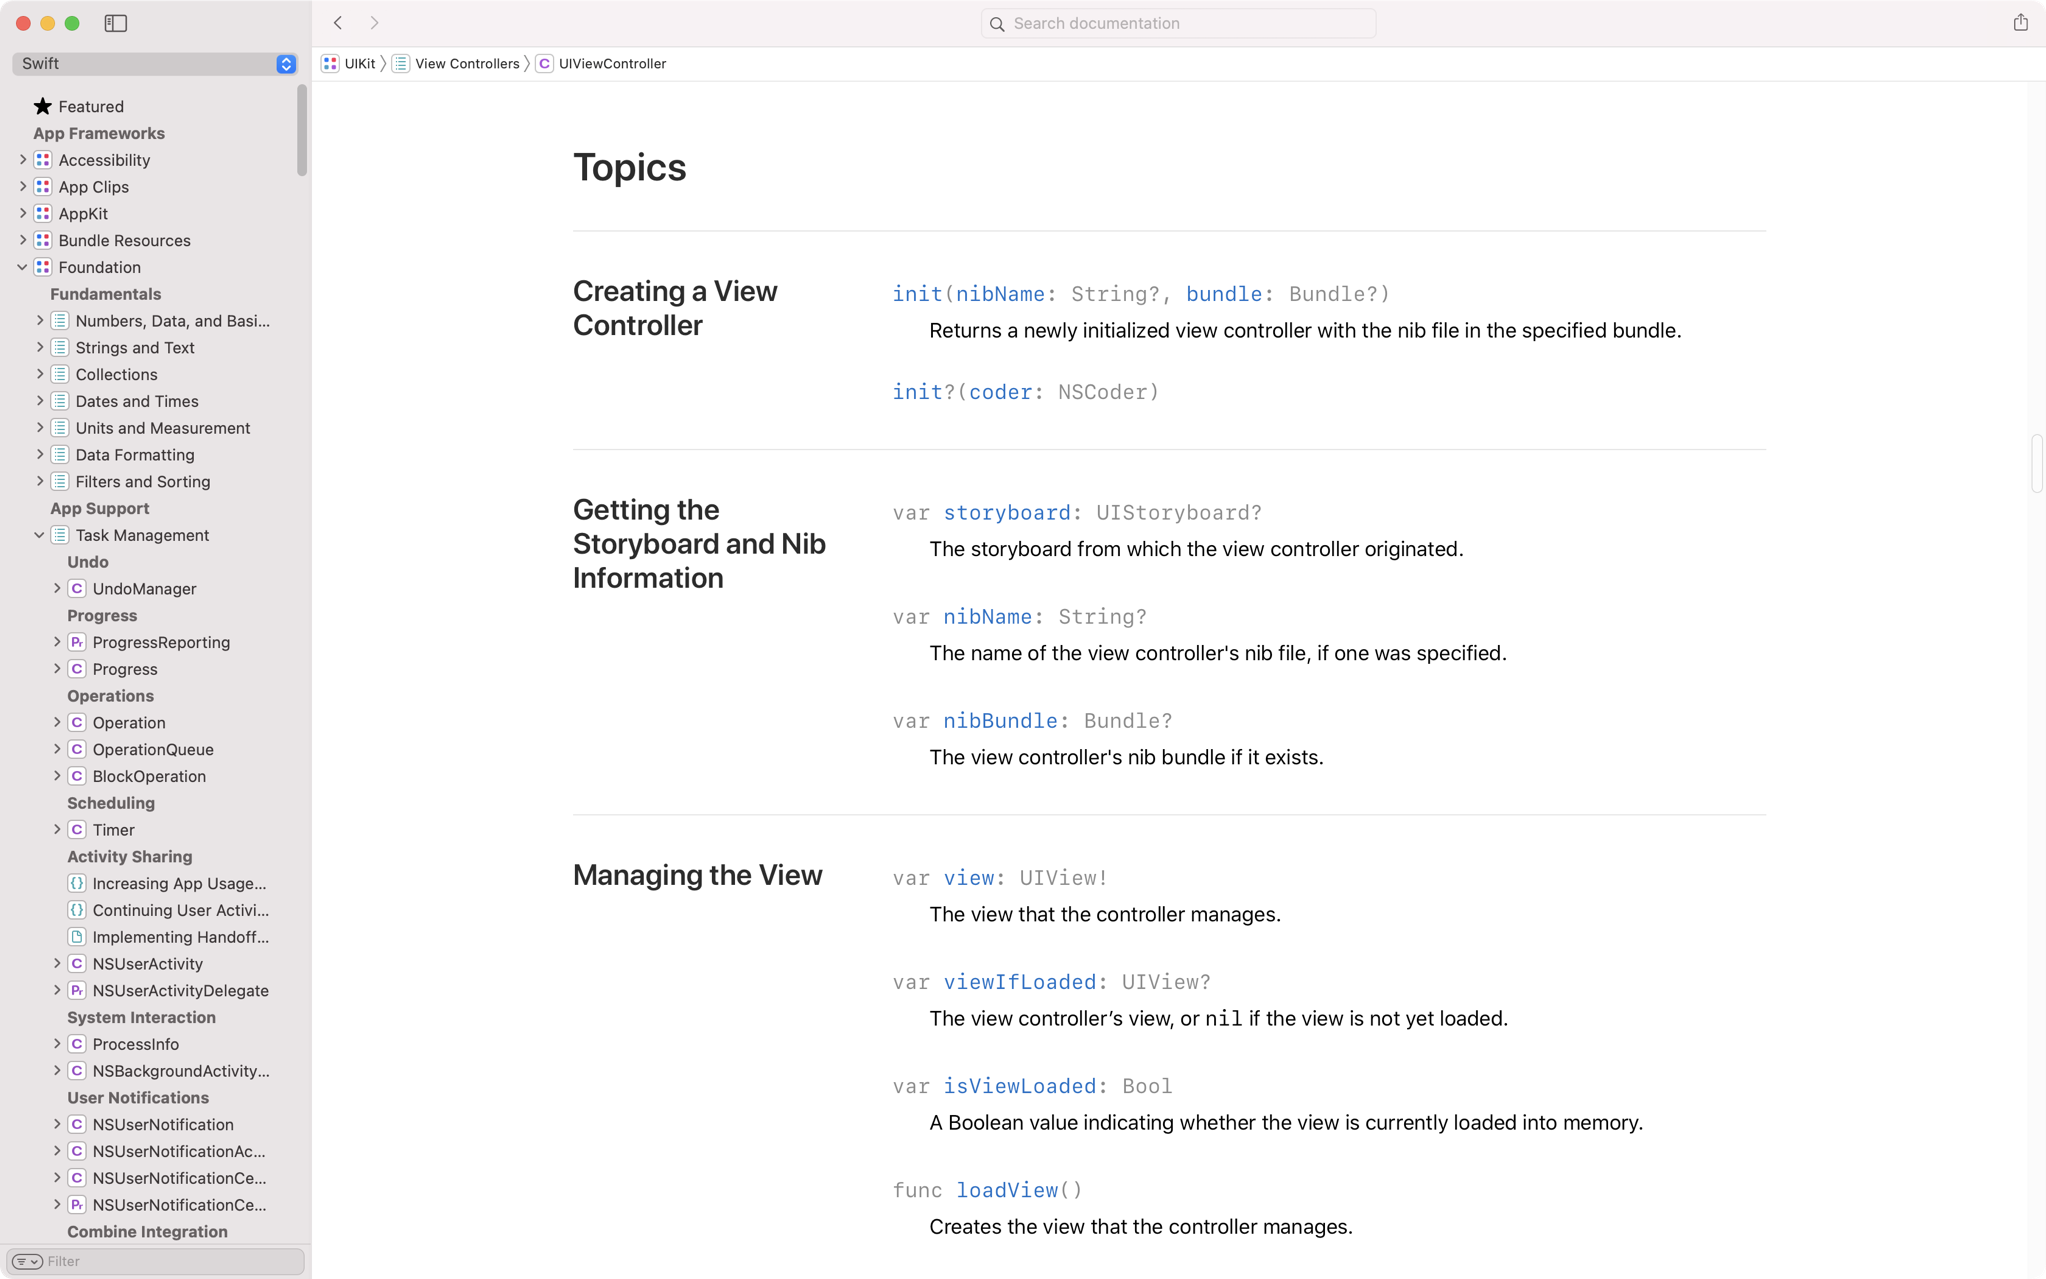 Search documentation
Swift
UIKit
View Controllers
C
UIViewController
Featured
App Frameworks
Accessibility
App Clips
AppKit
Bundle Resources
Foundation
Fundamentals
Numbers, Data, and Basi...
Strings and Text
Collections
Dates and Times
Units and Measurement
Data Formatting
Filters and Sorting
App Support
Task Management
Undo
C UndoManager
Progress
Pr ProgressReporting
C Progress
Operations
C Operation
C OperationQueue
C BlockOperation
Scheduling
C Timer
Activity Sharing
{} Increasing App Usage...
{} Continuing User Activi...
Implementing Handoff...
C NSUserActivity
Pr NSUserActivityDelegate
System Interaction
C ProcessInfo
C NSBackgroundActivity...
User Notifications
C NSUserNotification
C NSUserNotificationAc...
C NSUserNotificationCe...
Pr NSUserNotificationCe...
Combine Integration
Filter
Topics
Creating a View
Controller
init(nibName: String?, bundle: Bundle?)
Returns a newly initialized view controller with the nib file in the specified bundle.
init?(coder: NSCoder)
Getting the
Storyboard and Nib
Information
var storyboard: UIStoryboard?
The storyboard from which the view controller originated.
var nibName: String?
The name of the view controller's nib file, if one was specified.
var nibBundle: Bundle?
The view controller's nib bundle if it exists.
Managing the View
var view: UIView!
The view that the controller manages.
var viewIfLoaded: UIView?
The view controller’s view, or nil if the view is not yet loaded.
var isViewLoaded: Bool
A Boolean value indicating whether the view is currently loaded into memory.
func loadView()
Creates the view that the controller manages.